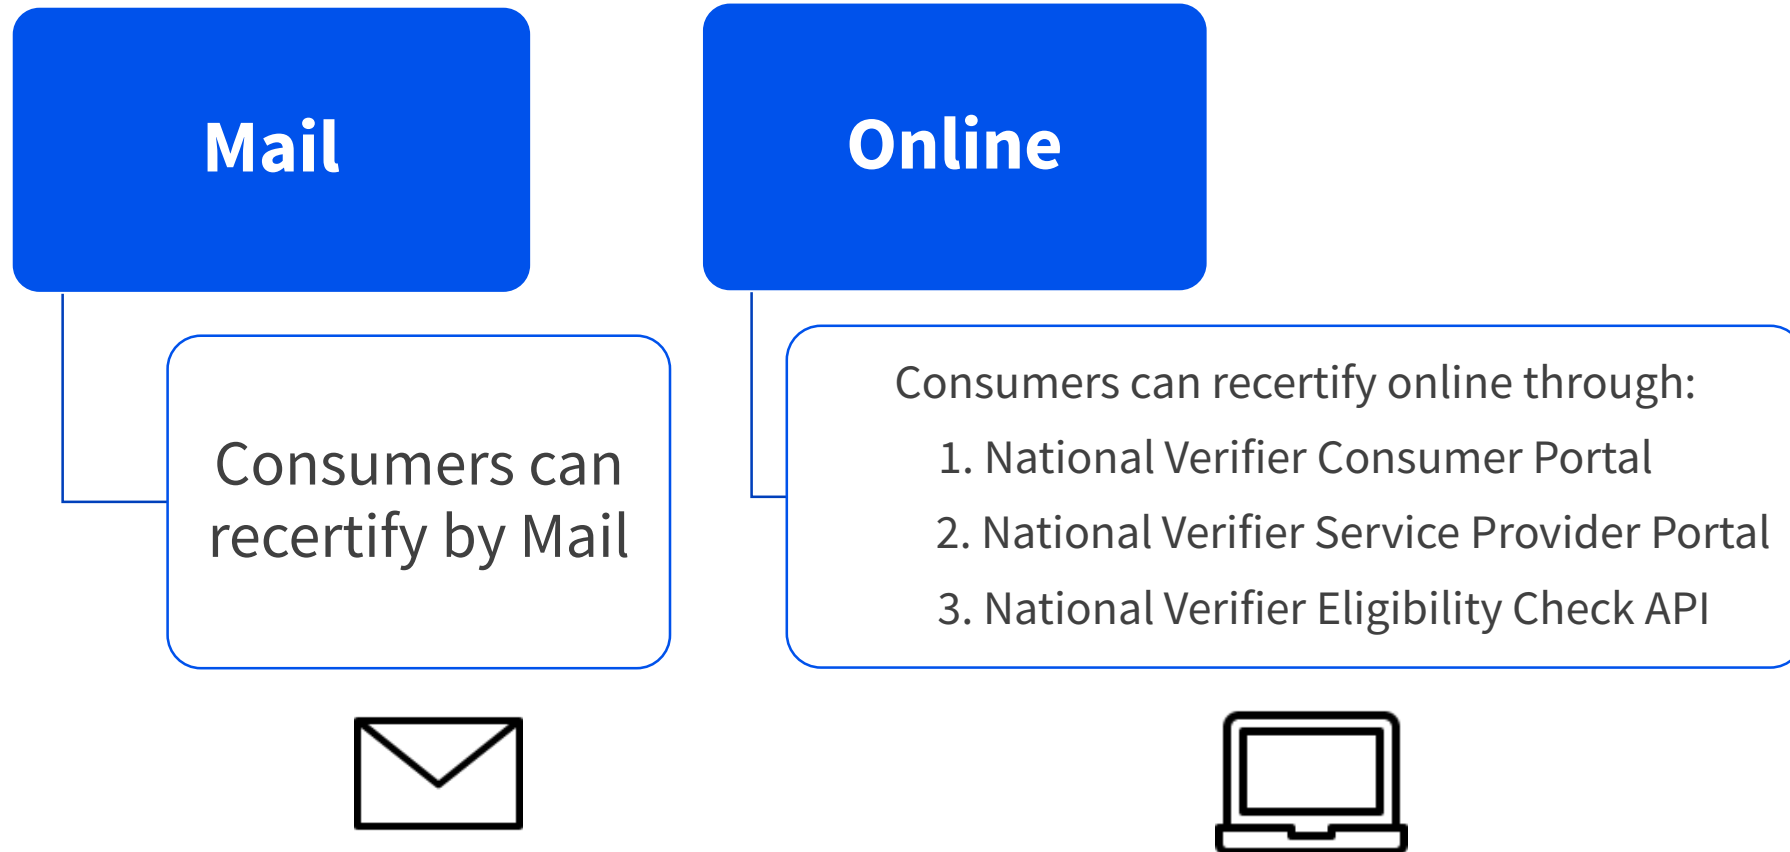 Mail
Consumers can
recertify by Mail
Online
Consumers can recertify online through:
1. National Verifier Consumer Portal
2. National Verifier Service Provider Portal
3. National Verifier Eligibility Check API